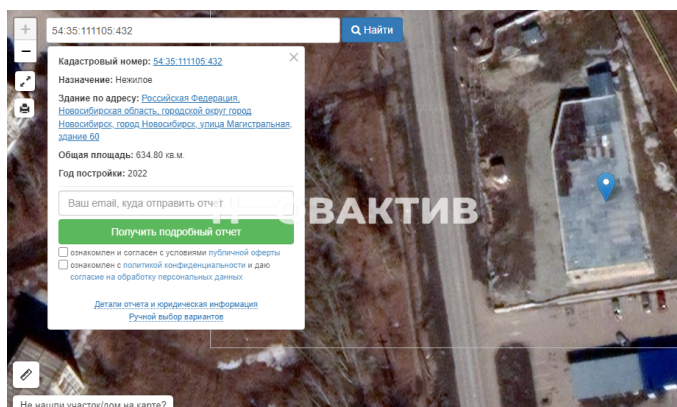 +
54:35:111105:432
Найти
−
Кадастровый номер: 54:35:111105:432
Назначение: Нежилое
Здание по адресу: Российская Федерация,
Новосибирская область, городской округ город
Новосибирск, город Новосибирск, улица Магистральная,
здание 60
Общая площадь: 634.80 кв.м.
Год постройки: 2022
Ваш email, куда отправить отчет
ВАКТИВ
Получить подробный отчет
ознакомлен и согласен с условиями публичной оферты
ознакомлен с политикой конфиденциальности и даю
согласие на обработку персональных данных
Детали отчета и юридическая информация
Ручной выбор вариантов
Не нашли участок/дом на карте?